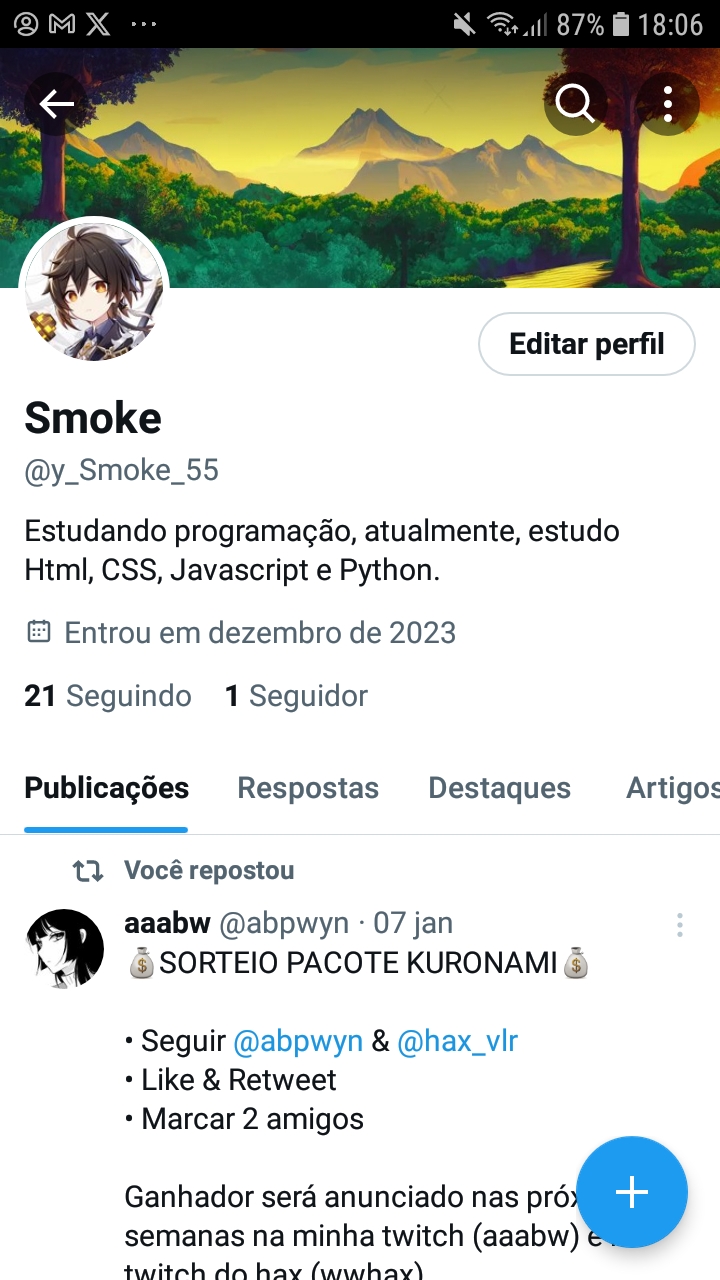 87% 18:06
Editar perfil
Smoke
@y_Smoke_55
Estudando programação, atualmente, estudo
Html, CSS, Javascript e Python.
Entrou em dezembro de 2023
21 Seguindo 1 Seguidor
Publicações Respostas Destaques Artigos
Você repostou
aaabw @abpwyn · 07 jan
💰SORTEIO PACOTE KURONAMI💰
• Seguir @abpwyn & @hax_vlr
• Like & Retweet
• Marcar 2 amigos
Ganhador será anunciado nas
semanas na minha twitch (aaabw) e
twitch do hax (wwhax)